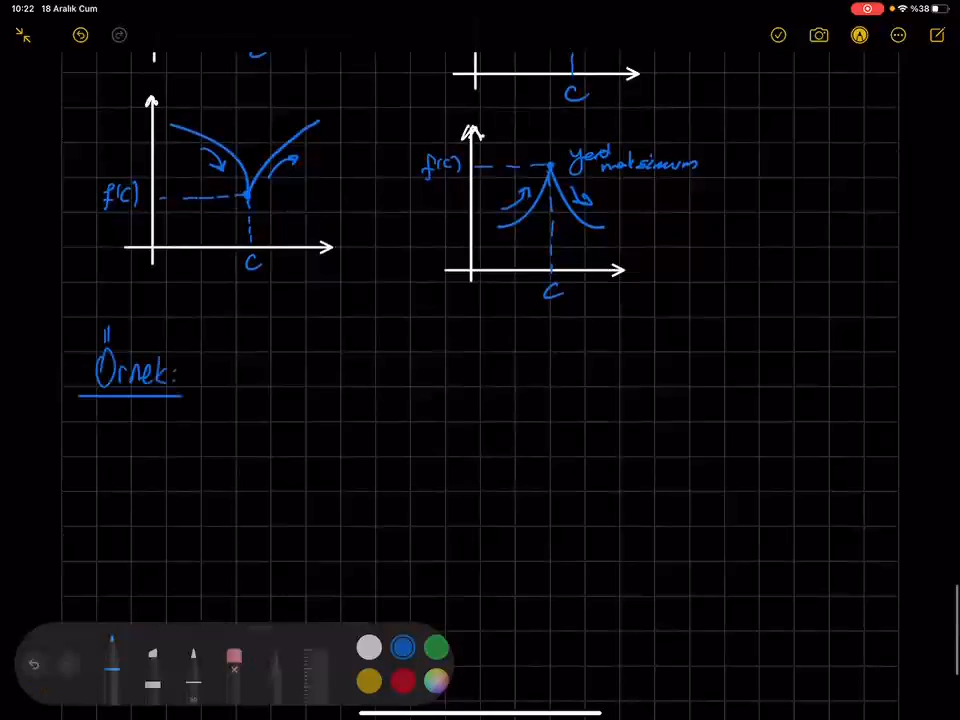 10:22 18 Aralık Cum %38
C
f(c) yerel
maksimum
f(c)
C
C
Örnek: